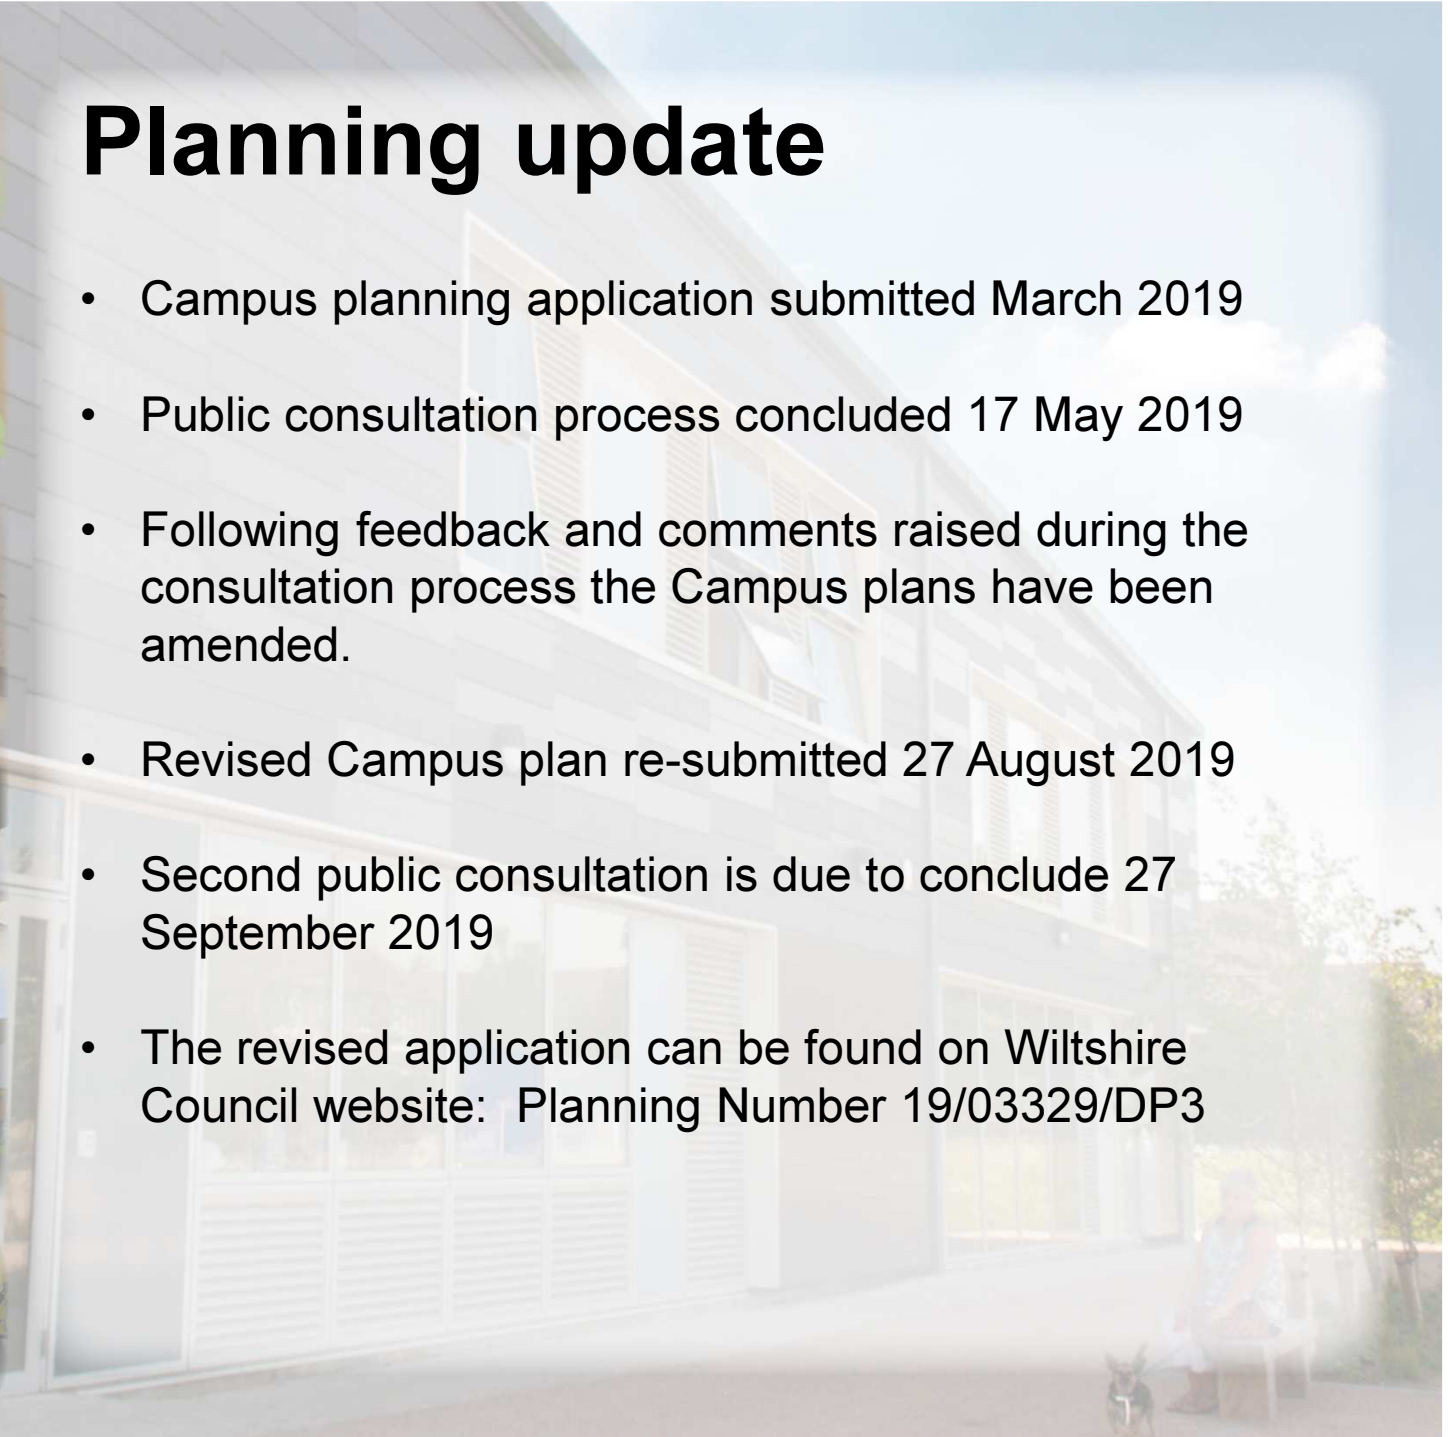 Planning update
• Campus planning application submitted March 2019
• Public consultation process concluded 17 May 2019
• Following feedback and comments raised during the
consultation process the Campus plans have been
amended.
• Revised Campus plan re-submitted 27 August 2019
• Second public consultation is due to conclude 27
September 2019
• The revised application can be found on Wiltshire
Council website:  Planning Number 19/03329/DP3